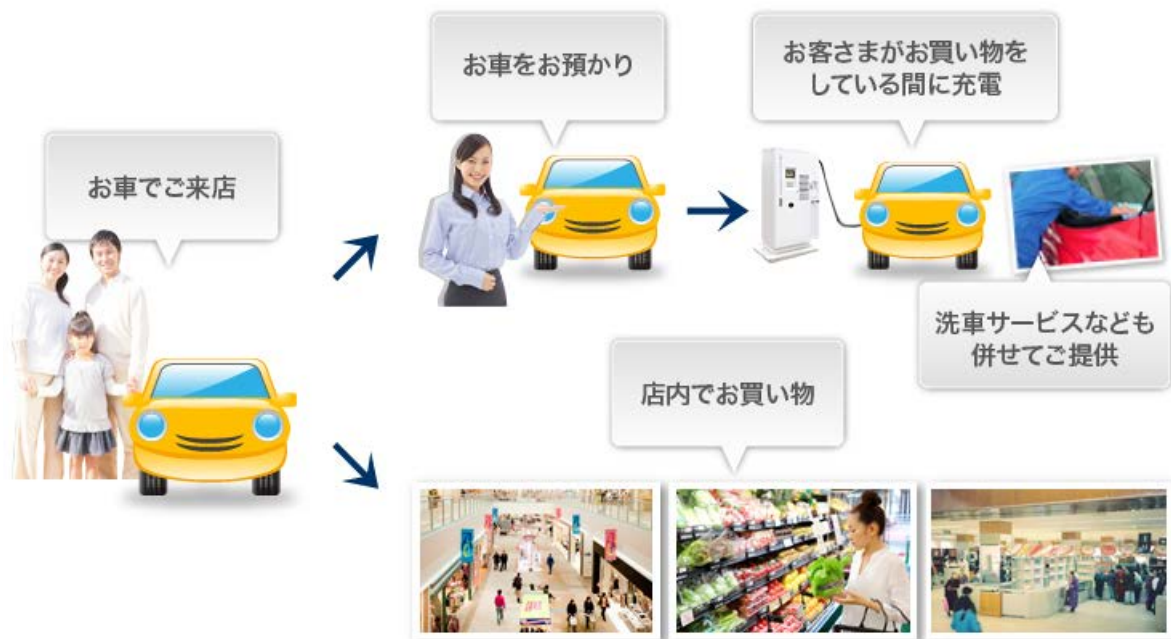 お車をお預かり
お客さまがお買い物を
している間に充電
お車でご来店
洗車サービスなども
併せてご提供
店内でお買い物